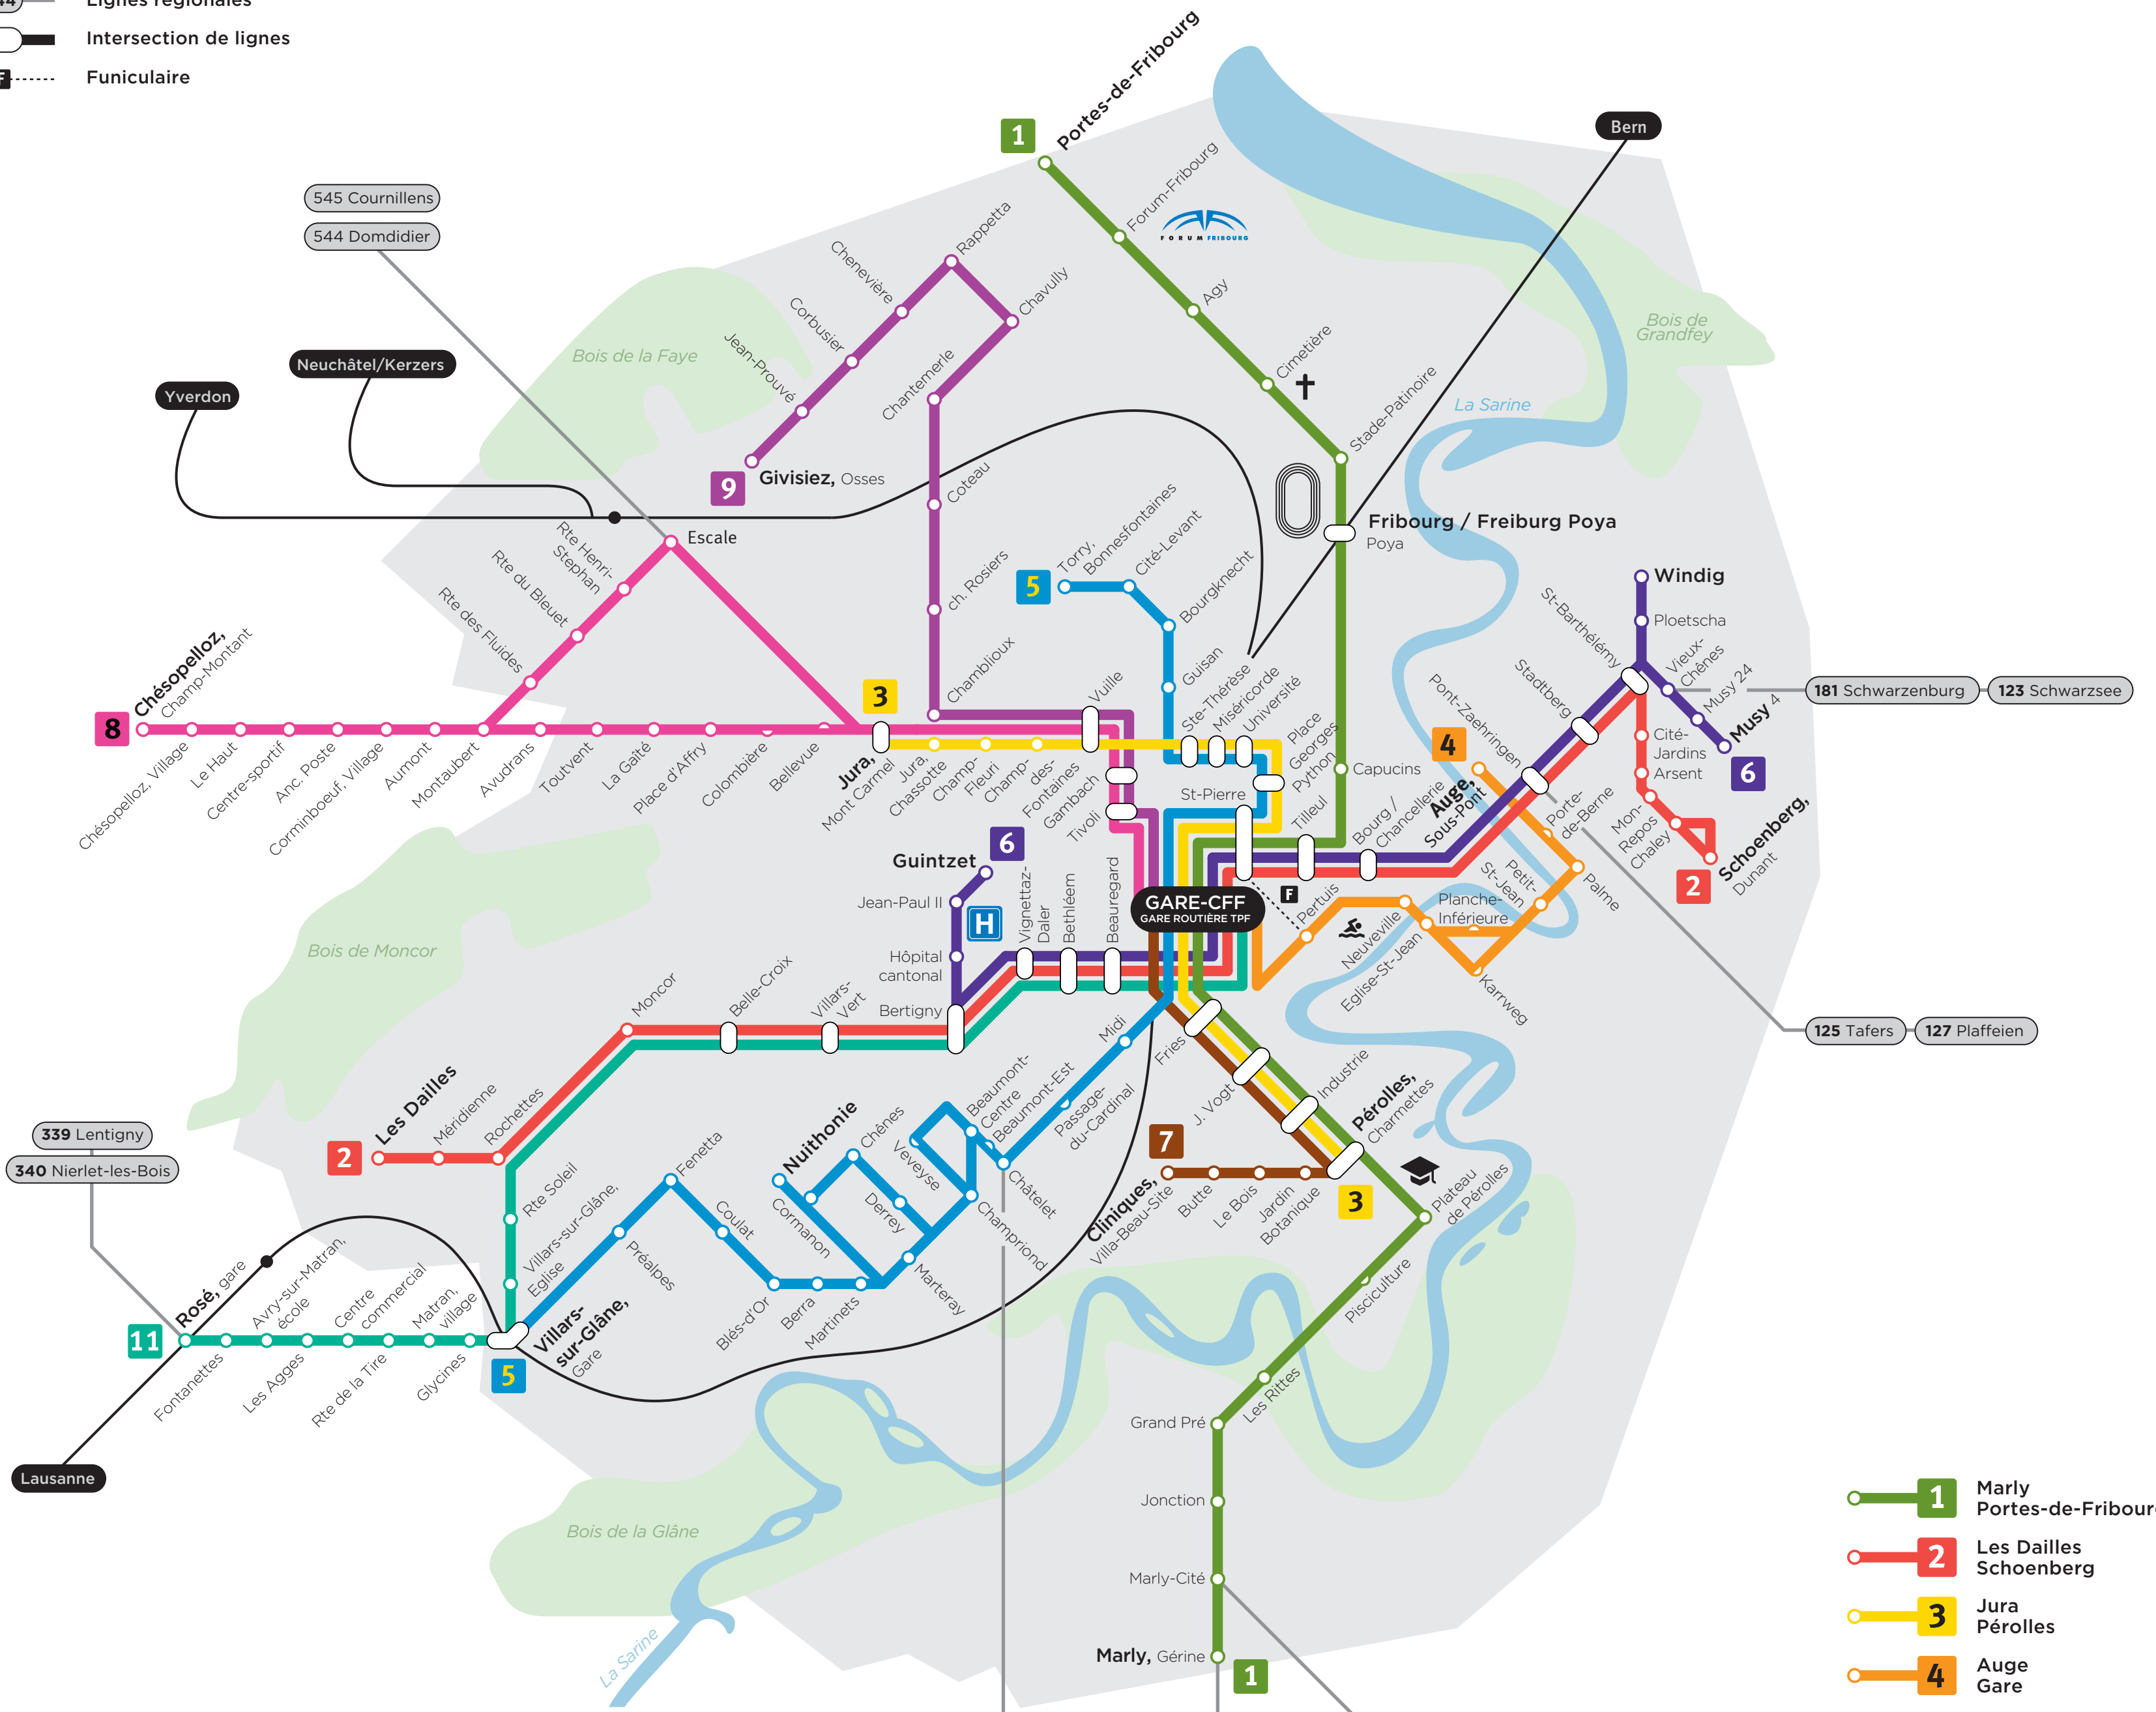 Lignes régionales
Intersection de lignes
F
Funiculaire
Portes-de-Fribourg
1
Forum-Fribourg
FORUM FRIBOURG
Agy
Cimetière
Stade-Patinoire
Bern
545 Cournillens
544 Domdidier
Neuchâtel/Kerzers
Yverdon
Bois de la Faye
Bois de
Grandfey
La Sarine
Rappetta
Chenevière
Chavully
Corbusier
Jean-Prouvé
Chantemerle
9
Givisiez, Osses
Coteau
ch. Rosiers
Chamblioux
Escale
Rte Henri-
Stephan
Rte du Bleuet
Rte des Fluides
5
Torry,
Bonnesfontaines
Cité-Levant
Bourgknecht
Guisan
Ste-Thérèse
Miséricorde
Université
Place
Georges
Python
Vuille
Fribourg / Freiburg Poya
Poya
Windig
Ploetscha
St-Barthélémy
Vieux-
Chênes
Musy 24
Musy 4
6
181 Schwarzenburg
123 Schwarzsee
Stadtberg
Pont-Zaehringen
Cité-
Jardins
Arsent
Mon-
Repos
Chaley
Schoenberg,
Dunant
2
8
Chésopelloz,
Champ-Montant
Chésopelloz, Village
Le Haut
Centre-sportif
Anc. Poste
Corminboeuf, Village
Aumont
Montaubert
Avudrans
Toutvent
La Gaîté
Place d'Affry
Colombière
Bellevue
3
Jura,
Mont Carmel
Jura,
Chassotte
Champ-
Fleuri
Champ-
des-
Fontaines
Gambach
Tivoli
St-Pierre
Capucins
Tilleul
Bourg /
Chancellerie
4
Auge,
Sous-Pont
Porte-
de-Berne
Palme
Petit-
St-Jean
Planche-
Inférieure
Neuveville
Eglise-St-Jean
Karrweg
Pertuis
F
125 Tafers
127 Plaffeien
GARE-CFF
GARE ROUTIÈRE TPF
6
Guintzet
Jean-Paul II
H
Hôpital
cantonal
Bertigny
Vignettaz-
Daler
Bethléem
Beauregard
Bois de Moncor
Moncor
Belle-Croix
Villars-
Vert
2
Les Dailles
Méridienne
Rochettes
Rte Soleil
Villars-sur-Glâne,
Eglise
Midi
Passage-
du-Cardinal
Beaumont-
Centre
Beaumont-Est
Châtelet
Veveyse
Champriond
Marteray
Nuithonie
Chênes
Derrey
Cormanon
Martinets
Berra
Blés-d'Or
Coulat
Fenetta
Préalpes
Villars-
sur-Glâne,
Gare
5
Fries
J. Vogt
Industrie
Pérolles,
Charmettes
3
7
Cliniques,
Villa-Beau-Site
Butte
Le Bois
Jardin
Botanique
Plateau
de Pérolles
Pisciculture
Les Rittes
Grand Pré
Jonction
Marly-Cité
Marly, Gérine
1
339 Lentigny
340 Nierlet-les-Bois
11
Rosé, gare
Fontanettes
Avry-sur-Matran,
école
Les Agges
Centre
commercial
Rte de la Tire
Matran,
village
Glycines
Lausanne
Bois de la Glâne
La Sarine
1
Marly
Portes-de-Fribour
2
Les Dailles
Schoenberg
3
Jura
Pérolles
4
Auge
Gare